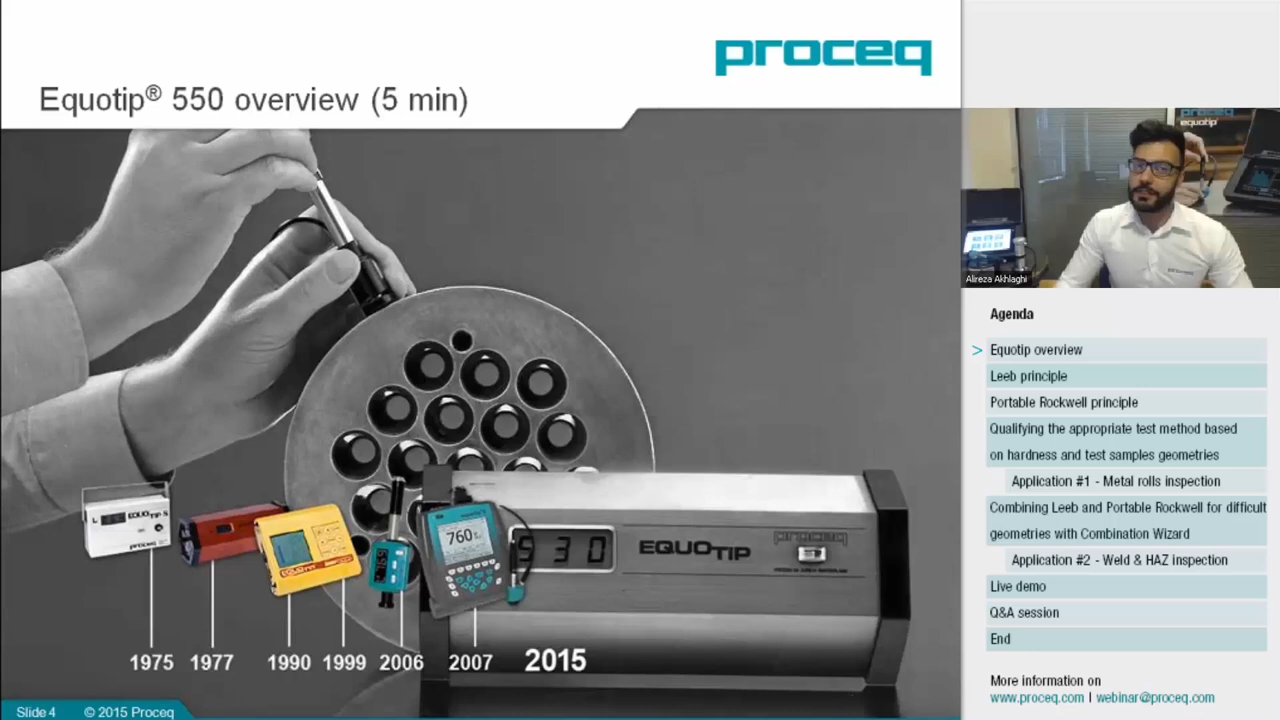 proceq
Equotip® 550 overview (5 min)
equotip
Alireza Akhlaghi
Agenda
> Equotip overview
Leeb principle
Portable Rockwell principle
Qualifying the appropriate test method based
on hardness and test samples geometries
Application #1 - Metal rolls inspection
Combining Leeb and Portable Rockwell for difficult
geometries with Combination Wizard
Application #2 - Weld & HAZ inspection
Live demo
Q&A session
End
More information on
www.proceq.com | webinar@proceq.com
L EQUOTIP
proceq
EQUOTIP
760
930
EQUOTIP
1975 1977 1990 1999 2006 2007 2015
Slide 4 © 2015 Proceq